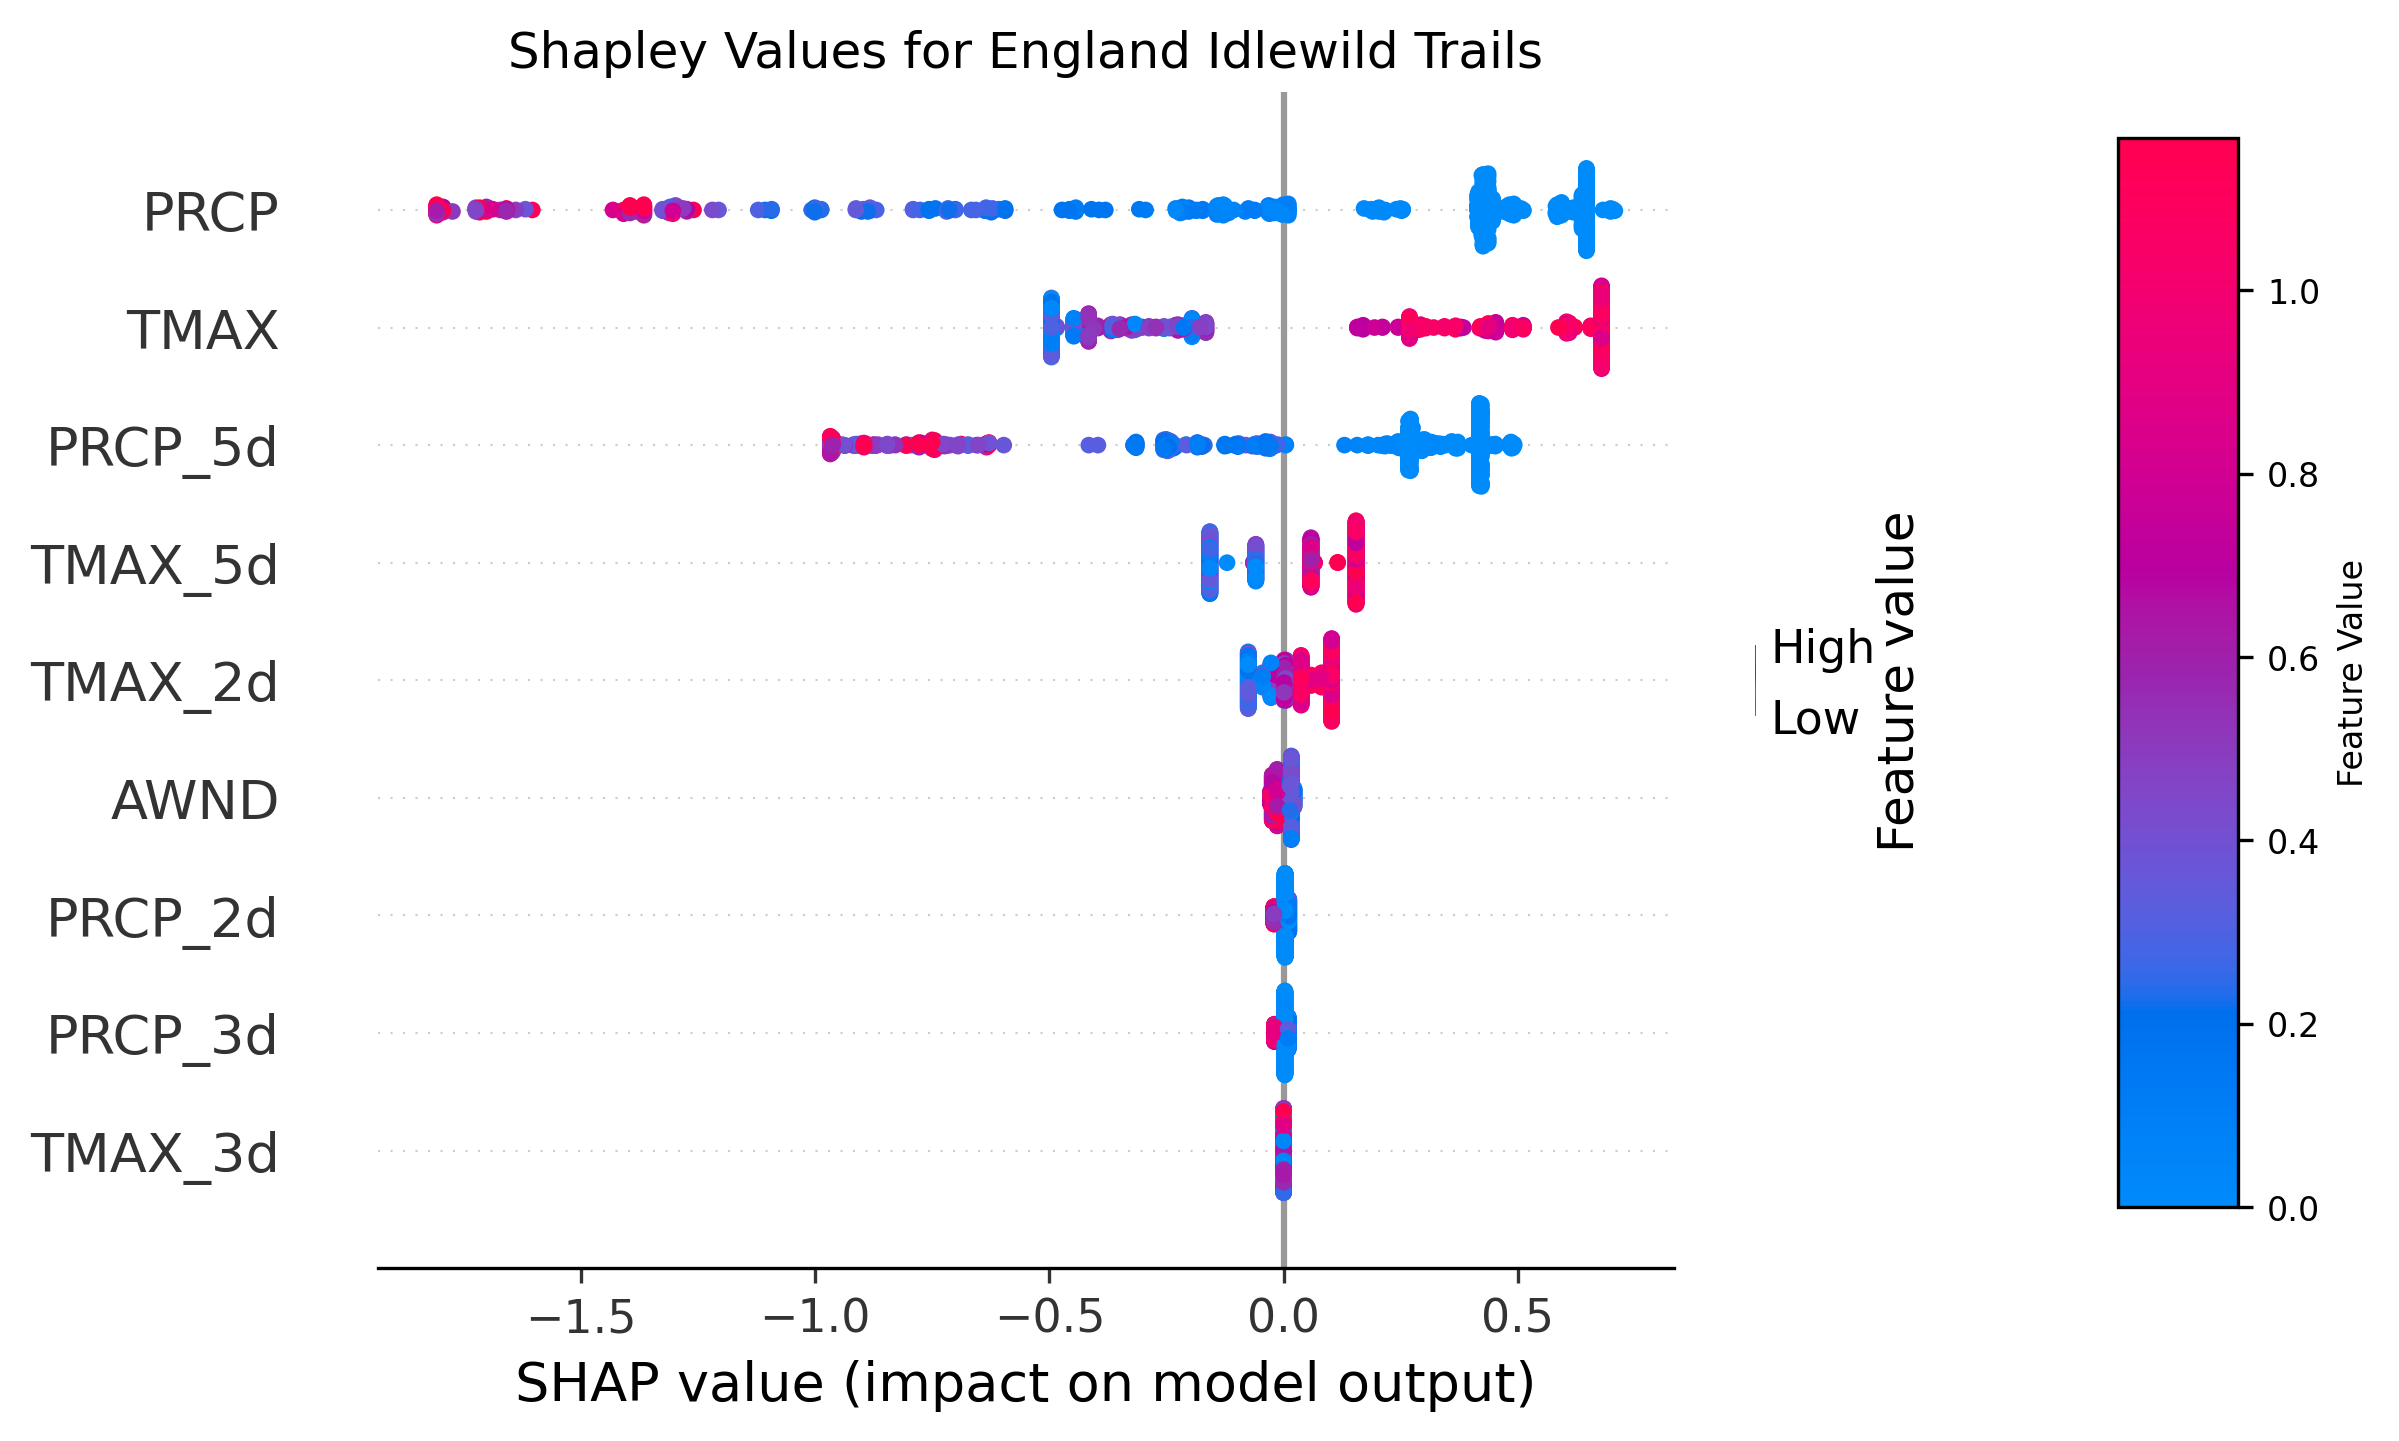 Shapley Values for England Idlewild Trails
PRCP
TMAX
PRCP_5d
TMAX_5d
TMAX_2d
AWND
PRCP_2d
PRCP_3d
TMAX_3d
−1.5
−1.0
−0.5
0.0
0.5
SHAP value (impact on model output)
High
Low
Feature value
1.0
0.8
0.6
0.4
0.2
0.0
Feature Value